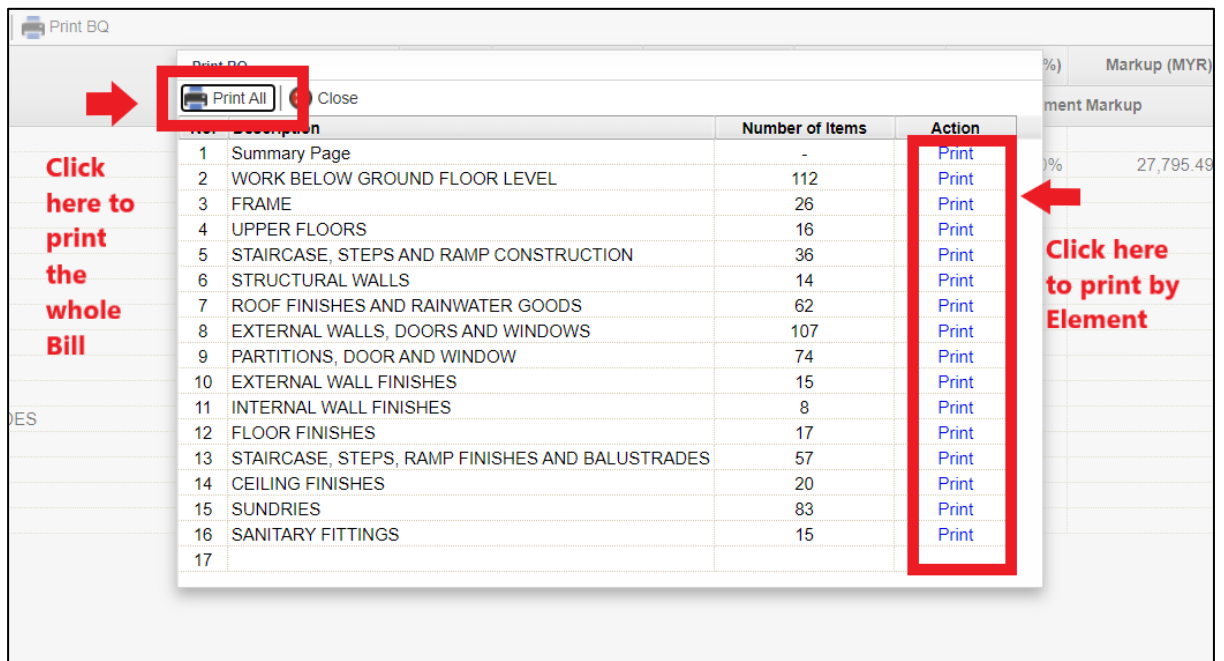 Print BQ
Print BQ
%) Markup (MYR)
Print All Close
ment Markup
No. Description Number of Items Action
1 Summary Page - Print
2 WORK BELOW GROUND FLOOR LEVEL 112 Print
0% 27,795.49
3 FRAME 26 Print
4 UPPER FLOORS 16 Print
5 STAIRCASE, STEPS AND RAMP CONSTRUCTION 36 Print
6 STRUCTURAL WALLS 14 Print
7 ROOF FINISHES AND RAINWATER GOODS 62 Print
8 EXTERNAL WALLS, DOORS AND WINDOWS 107 Print
9 PARTITIONS, DOOR AND WINDOW 74 Print
10 EXTERNAL WALL FINISHES 15 Print
11 INTERNAL WALL FINISHES 8 Print
12 FLOOR FINISHES 17 Print
13 STAIRCASE, STEPS, RAMP FINISHES AND BALUSTRADES 57 Print
14 CEILING FINISHES 20 Print
15 SUNDRIES 83 Print
16 SANITARY FITTINGS 15 Print
17
DES
Click
here to
print
the
whole
Bill
Click here
to print by
Element